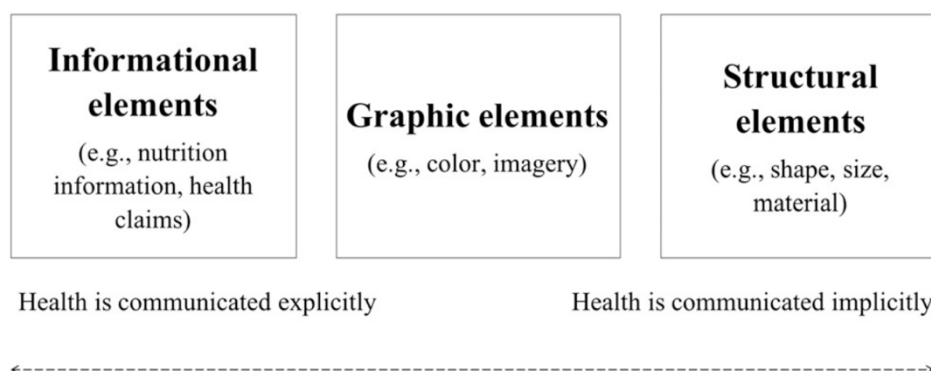 Informational
elements
(e.g., nutrition
information, health
claims)
Graphic elements
(e.g., color, imagery)
Structural
elements
(e.g., shape, size,
material)
Health is communicated explicitly
Health is communicated implicitly